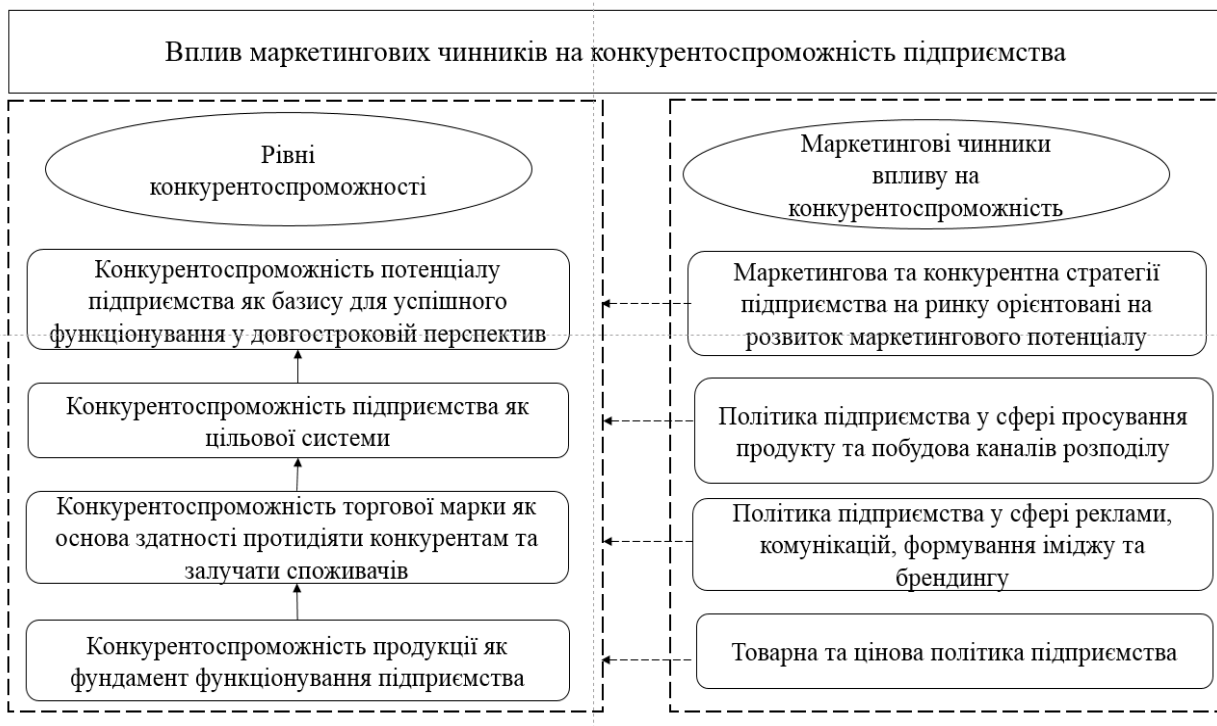 Вплив маркетингових чинників на конкурентоспроможність підприємства
Рівні
конкурентоспроможності
Конкурентоспроможність потенціалу
підприємства як базису для успішного
функціонування у довгостроковій перспектив
Конкурентоспроможність підприємства як
цільової системи
Конкурентоспроможність торгової марки як
основа здатності протидіяти конкурентам та
залучати споживачів
Конкурентоспроможність продукції як
фундамент функціонування підприємства
Маркетингові чинники
впливу на
конкурентоспроможність
Маркетингова та конкурентна стратегії
підприємства на ринку орієнтовані на
розвиток маркетингового потенціалу
Політика підприємства у сфері просування
продукту та побудова каналів розподілу
Політика підприємства у сфері реклами,
комунікацій, формування іміджу та
брендингу
Товарна та цінова політика підприємства